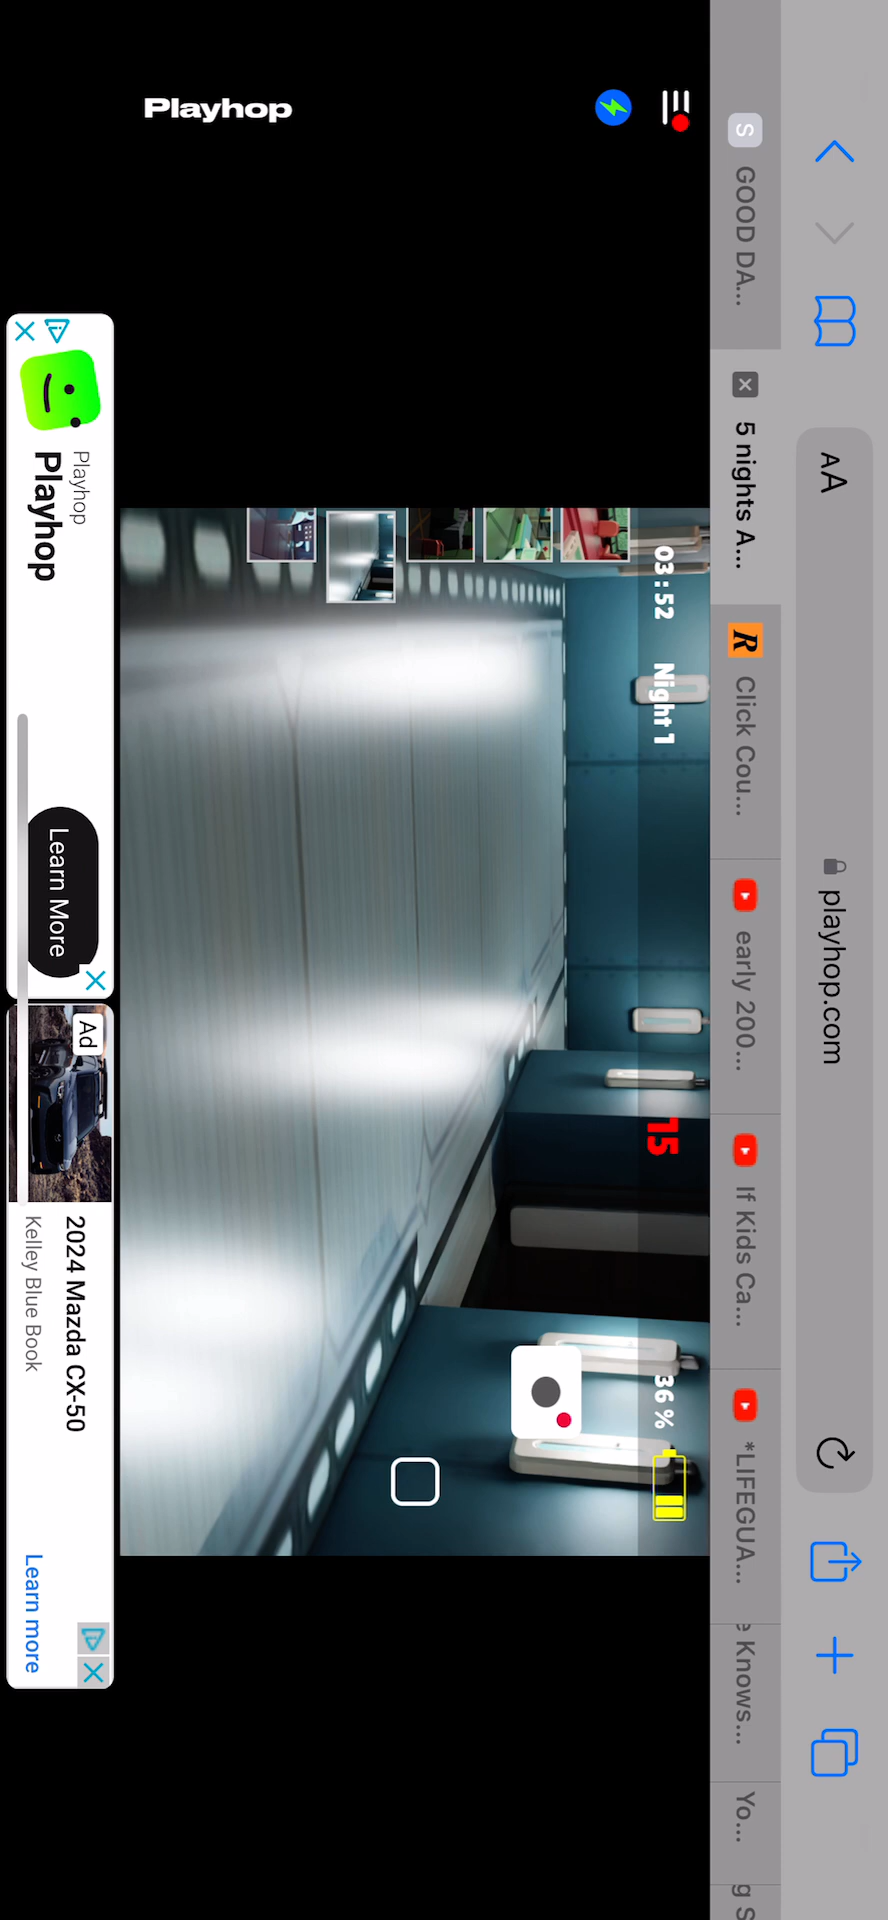 AA
playhop.com
GOOD DA...
5 nights A...
Click Cou...
early 200...
If Kids Ca...
*LIFEGUA...
e Knows...
Yo...
g S
Playhop
03:52
Night 1
15
36 %
Playhop
Playhop
Learn More
Ad
2024 Mazda CX-50
Kelley Blue Book
Learn more